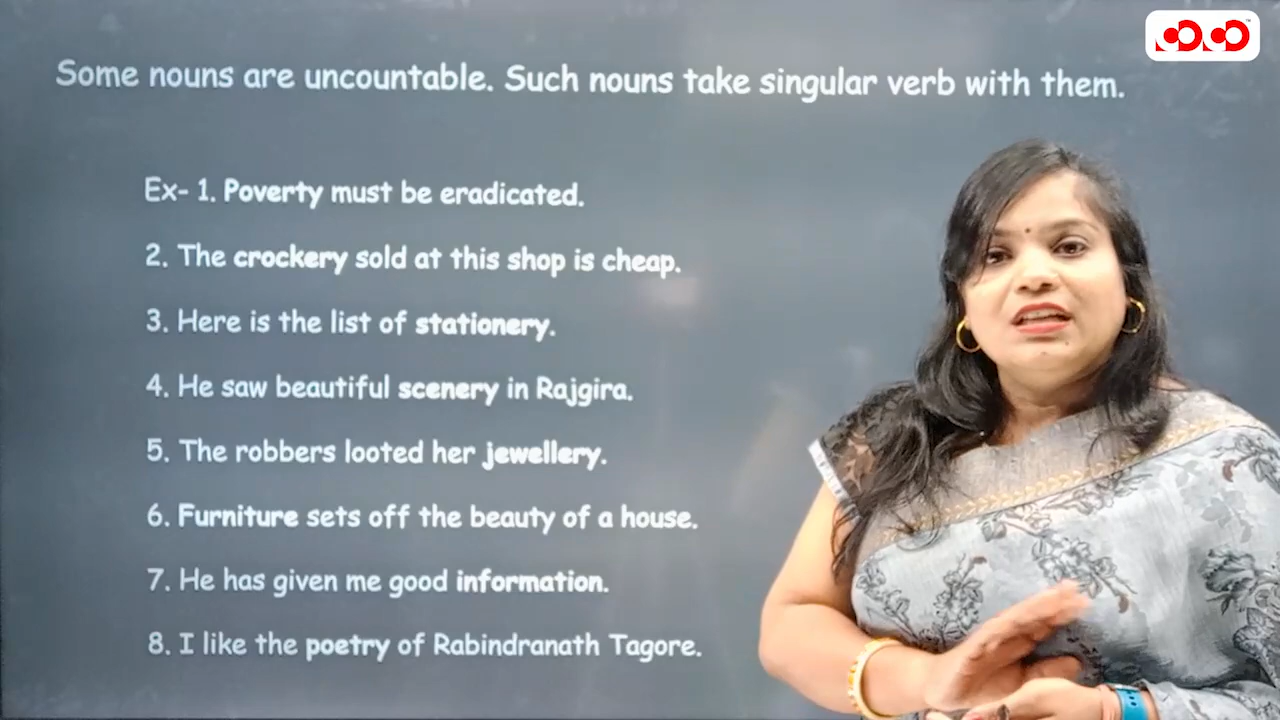 Some nouns are uncountable. Such nouns take singular verb with them.
Ex- 1. Poverty must be eradicated.
2. The crockery sold at this shop is cheap.
3. Here is the list of stationery.
4. He saw beautiful scenery in Rajgira.
5. The robbers looted her jewellery.
6. Furniture sets off the beauty of a house.
7. He has given me good information.
8. I like the poetry of Rabindranath Tagore.